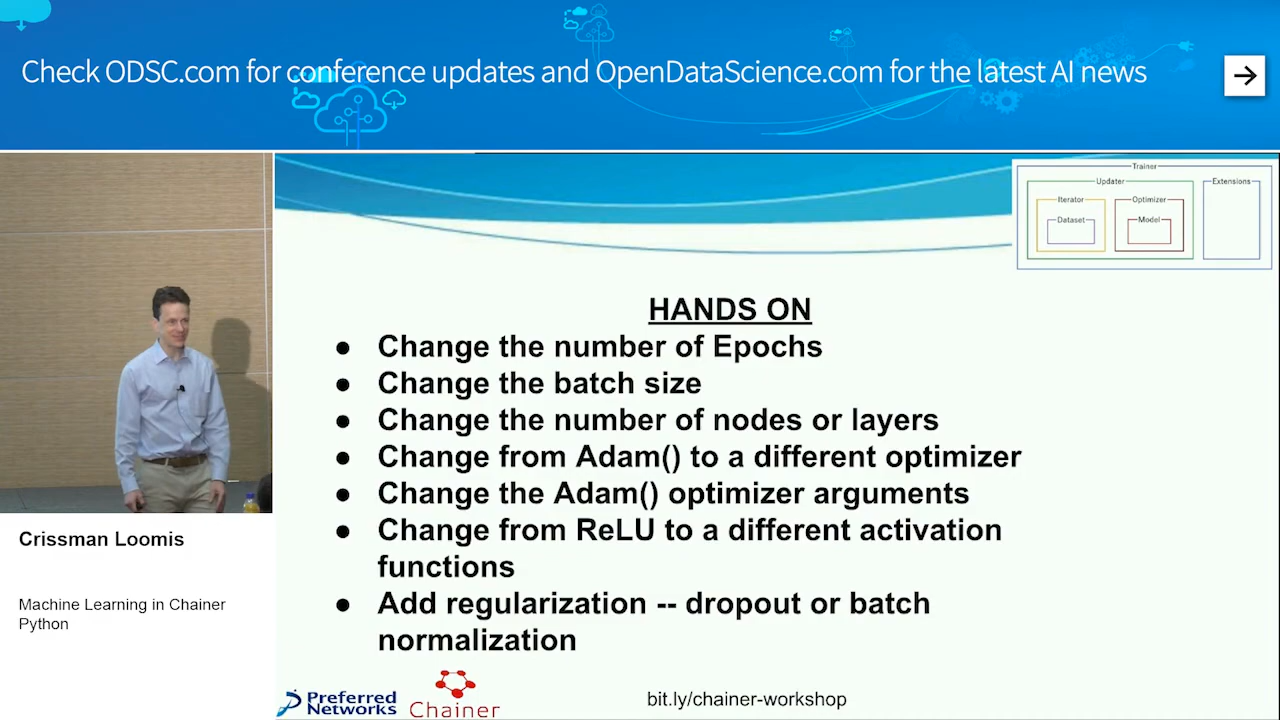 Check ODSC.com for conference updates and OpenDataScience.com for the latest AI news
Trainer
Updater
Extensions
Iterator
Optimizer
Dataset
Model
HANDS ON
● Change the number of Epochs
● Change the batch size
● Change the number of nodes or layers
● Change from Adam() to a different optimizer
● Change the Adam() optimizer arguments
● Change from ReLU to a different activation
functions
● Add regularization -- dropout or batch
normalization
Crissman Loomis
Machine Learning in Chainer
Python
Preferred
Networks
Chainer
bit.ly/chainer-workshop